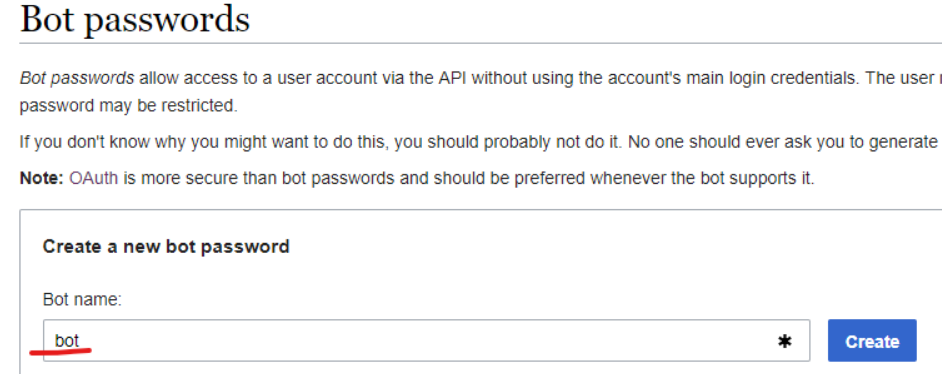 Bot passwords
Bot passwords allow access to a user account via the API without using the account's main login credentials. The user
password may be restricted.
If you don't know why you might want to do this, you should probably not do it. No one should ever ask you to generate
Note: OAuth is more secure than bot passwords and should be preferred whenever the bot supports it.
Create a new bot password
Bot name:
bot ✱
Create